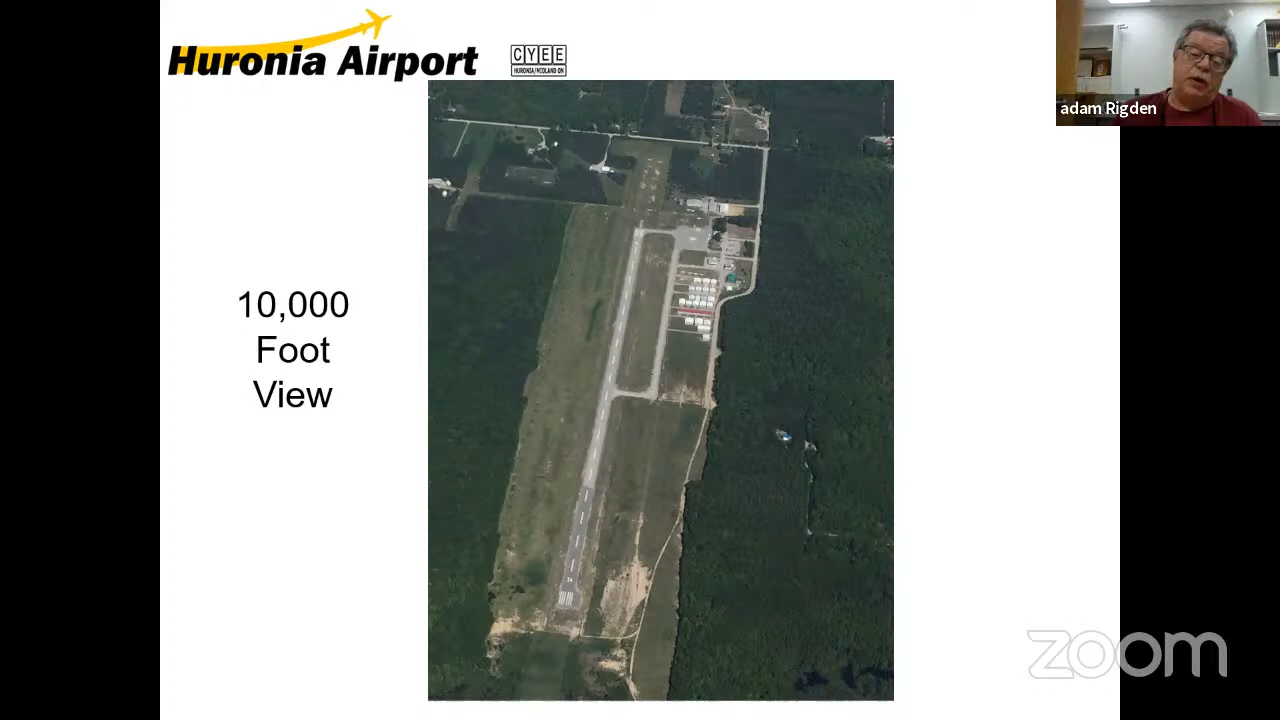 Huronia Airport
CYEE
HURONIA/MIDLAND ON
adam Rigden
10,000
Foot
View
zoom